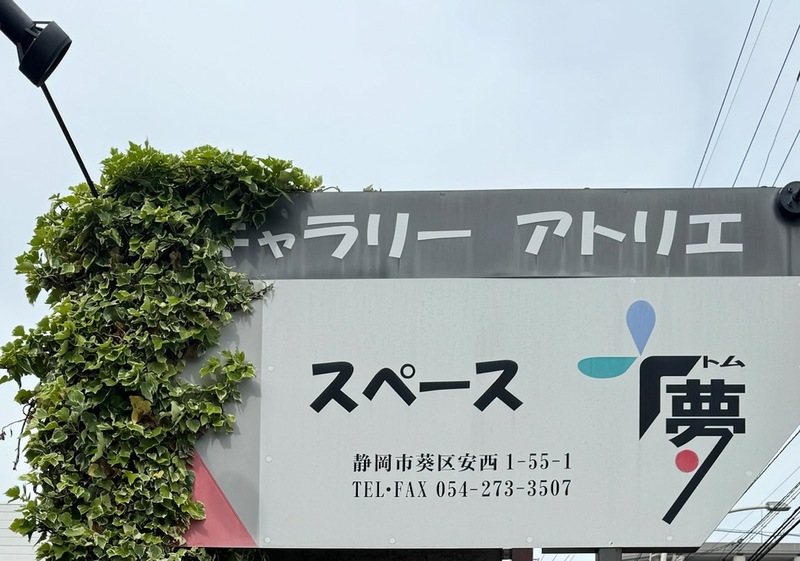 ギャラリー アトリエ
スペース
トム
夢
静岡市葵区安西1-55-1
TEL・FAX 054-273-3507